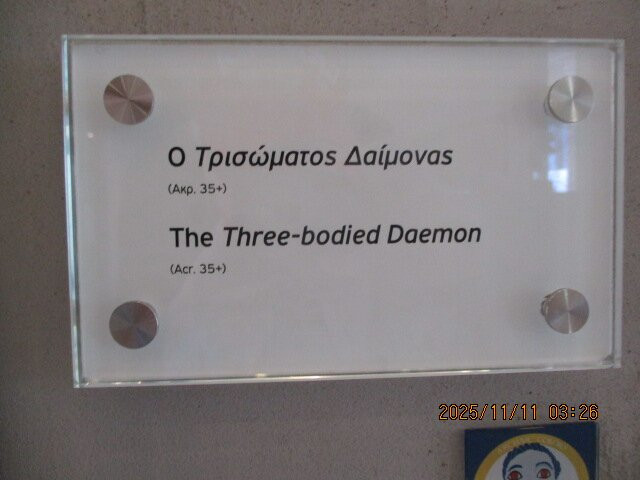 Ο Τρισώματος Δαίμονας
(Ακρ. 35+)
The Three-bodied Daemon
(Acr. 35+)
2025/11/11 03:26